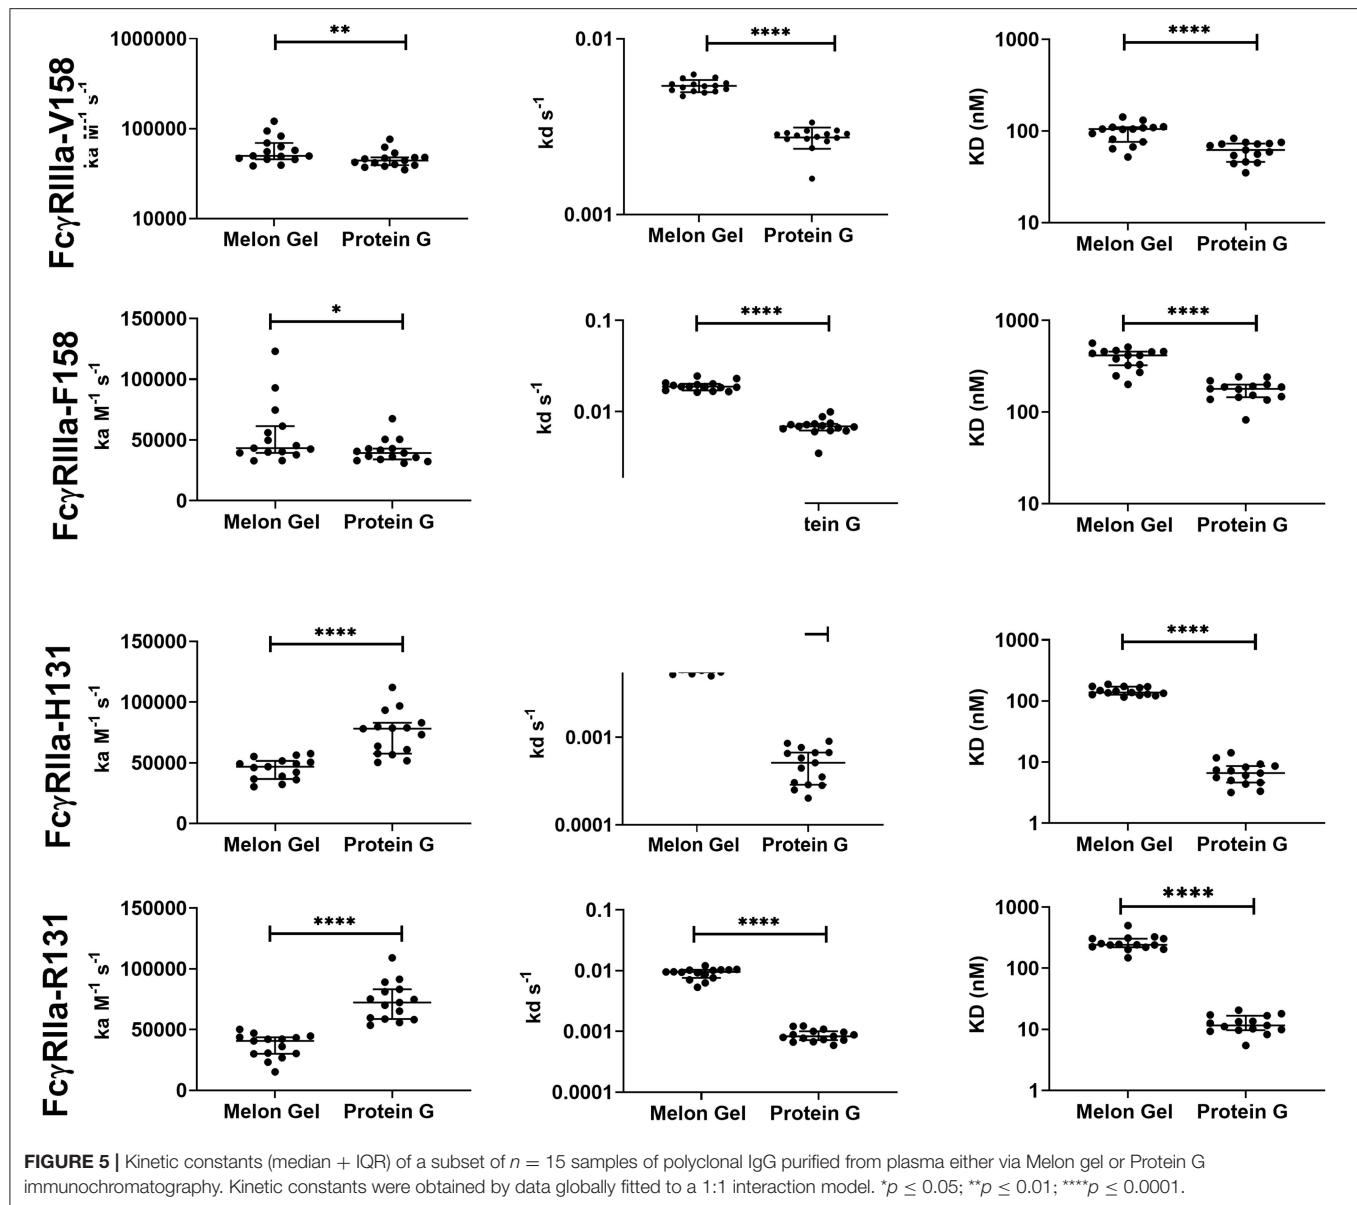 FcγRIIIa-V158
ka M⁻¹ s⁻¹
1000000
100000
10000
**
Melon Gel Protein G
kd s⁻¹
0.01
0.001
****
Melon Gel Protein G
KD (nM)
1000
100
10
****
Melon Gel Protein G
FcγRIIIa-F158
ka M⁻¹ s⁻¹
150000
100000
50000
0
*
Melon Gel Protein G
kd s⁻¹
0.1
0.01
****
tein G
KD (nM)
1000
100
10
****
Melon Gel Protein G
FcγRIIa-H131
ka M⁻¹ s⁻¹
150000
100000
50000
0
****
Melon Gel Protein G
kd s⁻¹
0.001
0.0001
Melon Gel Protein G
KD (nM)
1000
100
10
1
****
Melon Gel Protein G
FcγRIIa-R131
ka M⁻¹ s⁻¹
150000
100000
50000
0
****
Melon Gel Protein G
kd s⁻¹
0.1
0.01
0.001
0.0001
****
Melon Gel Protein G
KD (nM)
1000
100
10
1
****
Melon Gel Protein G
FIGURE 5 | Kinetic constants (median + IQR) of a subset of n = 15 samples of polyclonal IgG purified from plasma either via Melon gel or Protein G
immunochromatography. Kinetic constants were obtained by data globally fitted to a 1:1 interaction model. *p ≤ 0.05; **p ≤ 0.01; ****p ≤ 0.0001.